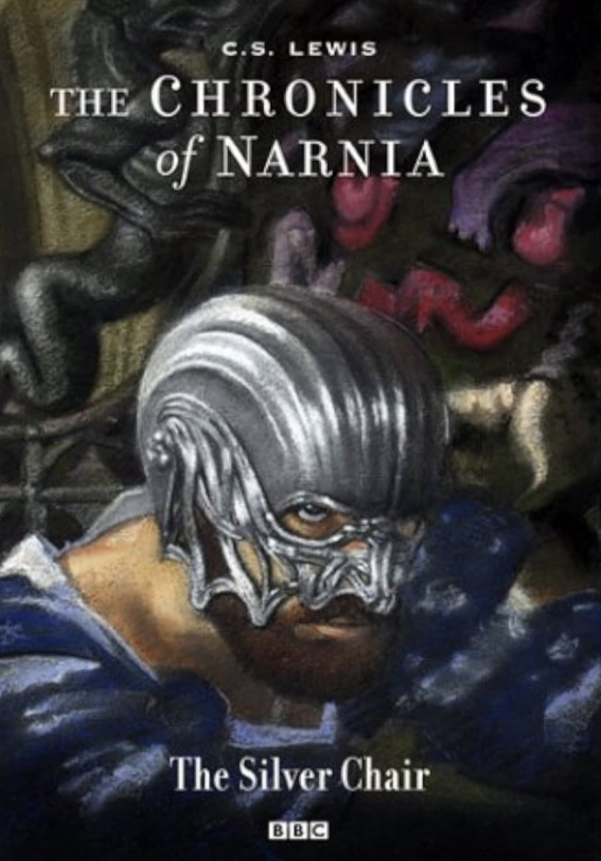 C.S. LEWIS
THE CHRONICLES
of NARNIA
The Silver Chair
BBC